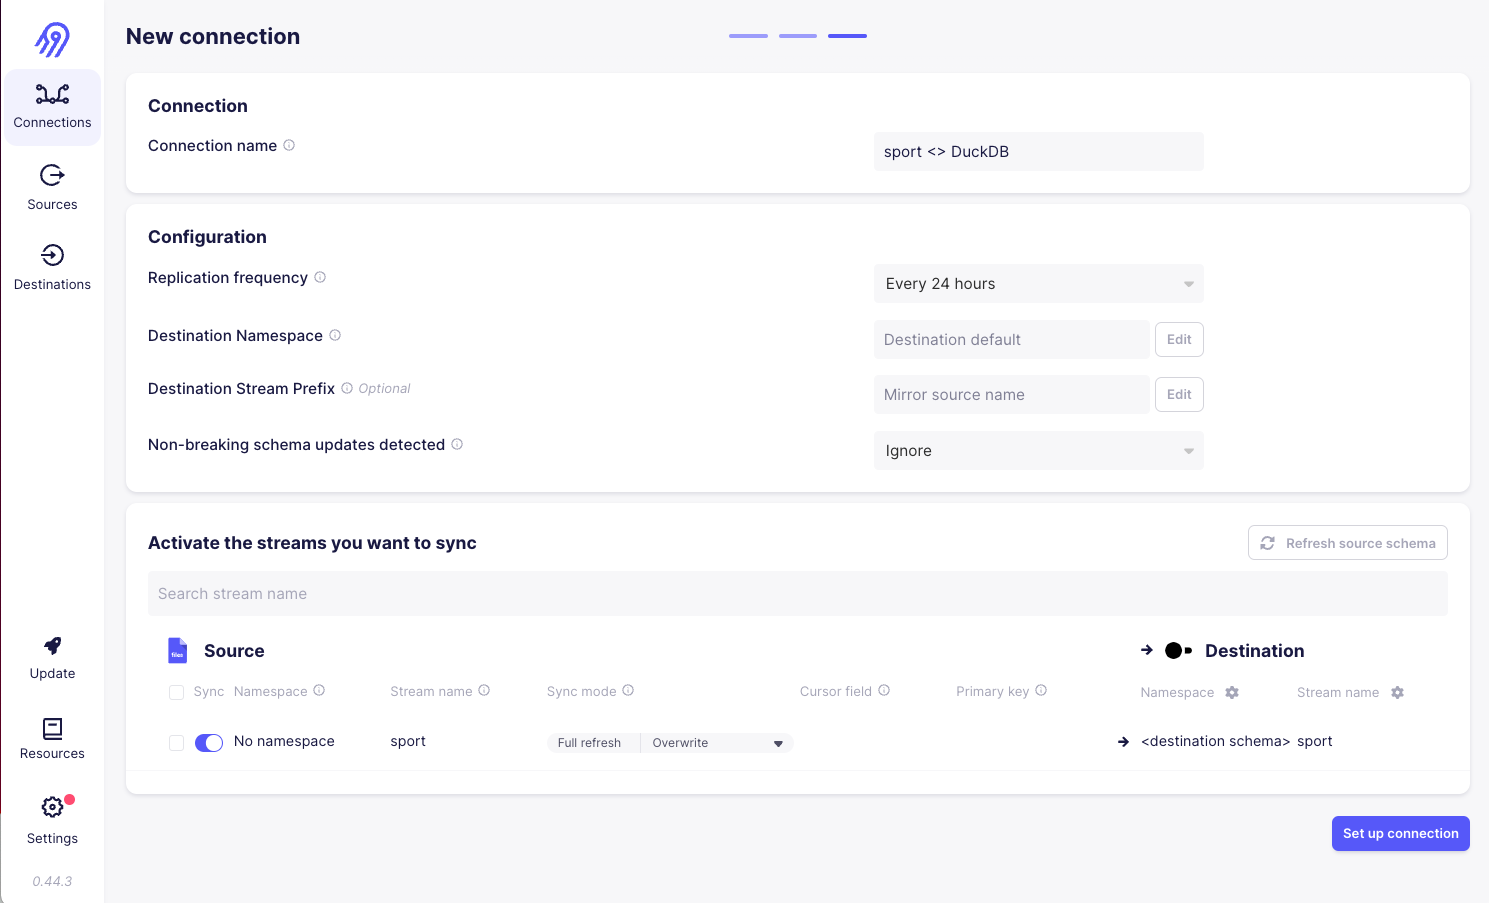 New connection
Connections
Sources
Destinations
Update
Resources
Settings
0.44.3
Connection
Connection name
sport <> DuckDB
Configuration
Replication frequency
Every 24 hours
Destination Namespace
Destination default
Edit
Destination Stream Prefix Optional
Mirror source name
Edit
Non-breaking schema updates detected
Ignore
Activate the streams you want to sync
Refresh source schema
Search stream name
files
Source
Destination
Sync Namespace Stream name Sync mode Cursor field Primary key Namespace Stream name
No namespace sport Full refresh Overwrite <destination schema> sport
Set up connection